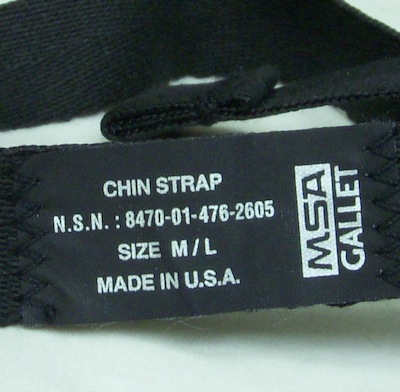 CHIN STRAP
N.S.N. : 8470-01-476-2605
SIZE M / L
MADE IN U.S.A.
MSA
GALLET